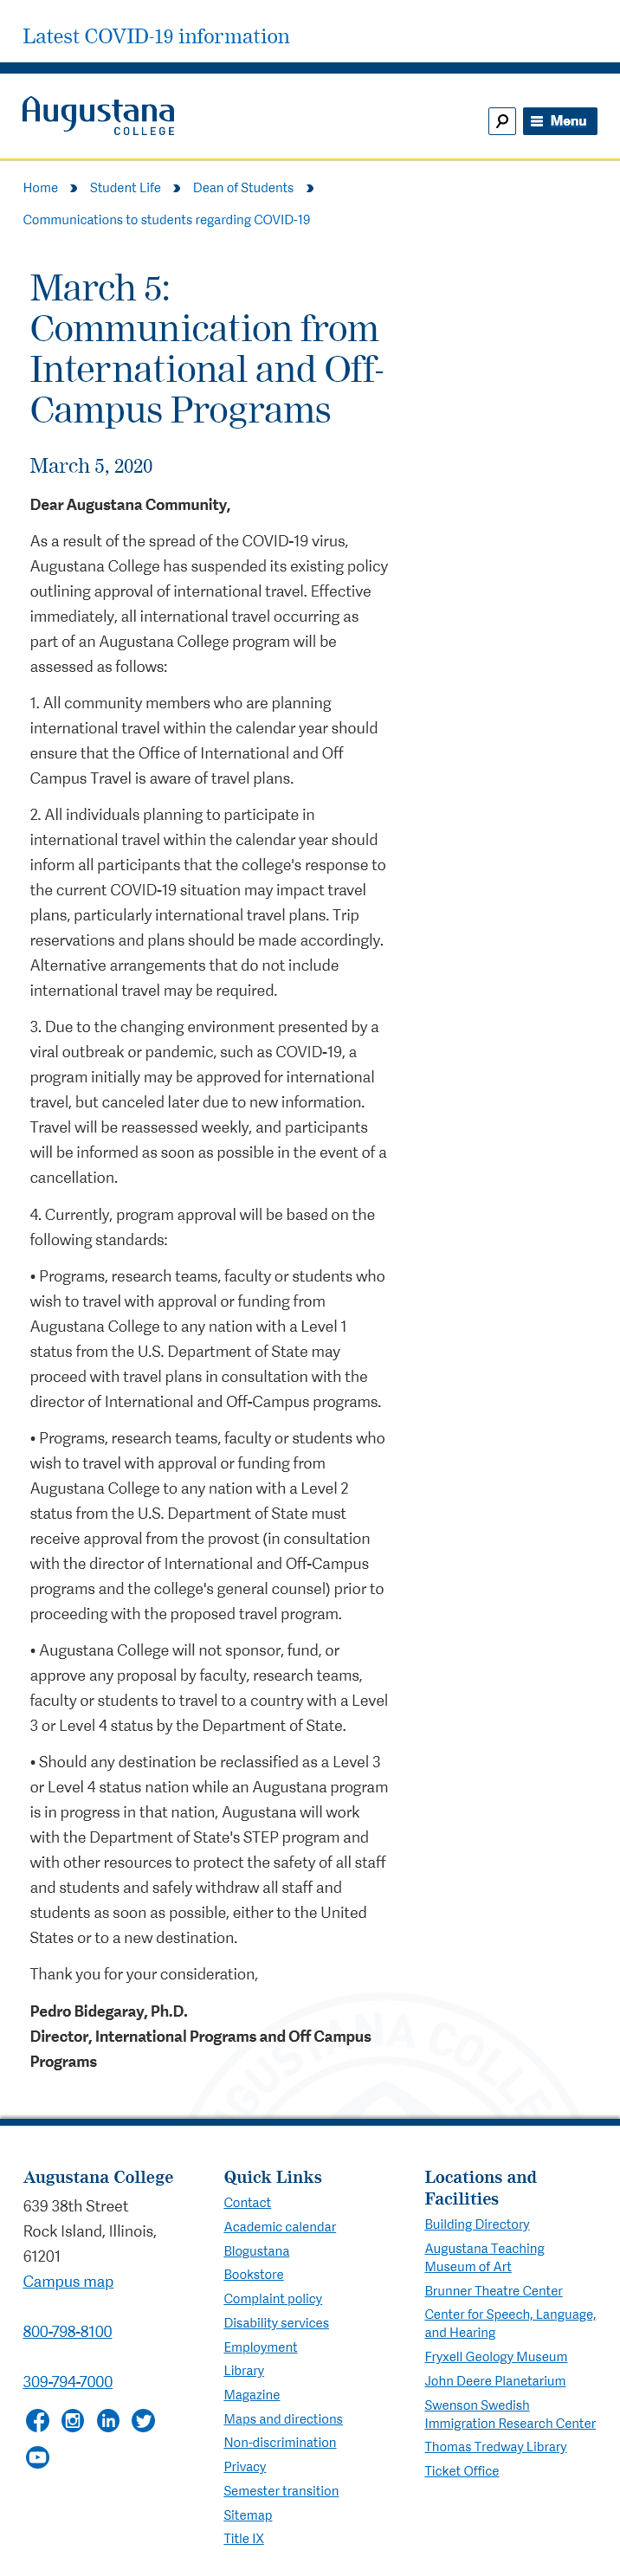 Latest COVID-19 information
Augustana
COLLEGE
Menu
Home Student Life Dean of Students
Communications to students regarding COVID-19
March 5:
Communication from
International and Off-
Campus Programs
March 5, 2020
Dear Augustana Community,
As a result of the spread of the COVID-19 virus,
Augustana College has suspended its existing policy
outlining approval of international travel. Effective
immediately, all international travel occurring as
part of an Augustana College program will be
assessed as follows:
1. All community members who are planning
international travel within the calendar year should
ensure that the Office of International and Off
Campus Travel is aware of travel plans.
2. All individuals planning to participate in
international travel within the calendar year should
inform all participants that the college's response to
the current COVID-19 situation may impact travel
plans, particularly international travel plans. Trip
reservations and plans should be made accordingly.
Alternative arrangements that do not include
international travel may be required.
3. Due to the changing environment presented by a
viral outbreak or pandemic, such as COVID-19, a
program initially may be approved for international
travel, but canceled later due to new information.
Travel will be reassessed weekly, and participants
will be informed as soon as possible in the event of a
cancellation.
4. Currently, program approval will be based on the
following standards:
• Programs, research teams, faculty or students who
wish to travel with approval or funding from
Augustana College to any nation with a Level 1
status from the U.S. Department of State may
proceed with travel plans in consultation with the
director of International and Off-Campus programs.
• Programs, research teams, faculty or students who
wish to travel with approval or funding from
Augustana College to any nation with a Level 2
status from the U.S. Department of State must
receive approval from the provost (in consultation
with the director of International and Off-Campus
programs and the college's general counsel) prior to
proceeding with the proposed travel program.
• Augustana College will not sponsor, fund, or
approve any proposal by faculty, research teams,
faculty or students to travel to a country with a Level
3 or Level 4 status by the Department of State.
• Should any destination be reclassified as a Level 3
or Level 4 status nation while an Augustana program
is in progress in that nation, Augustana will work
with the Department of State's STEP program and
with other resources to protect the safety of all staff
and students and safely withdraw all staff and
students as soon as possible, either to the United
States or to a new destination.
Thank you for your consideration,
Pedro Bidegaray, Ph.D.
Director, International Programs and Off Campus
Programs
AUGUSTANA COLLEGE
Augustana College
639 38th Street
Rock Island, Illinois,
61201
Campus map
800-798-8100
309-794-7000
Quick Links
Contact
Academic calendar
Blogustana
Bookstore
Complaint policy
Disability services
Employment
Library
Magazine
Maps and directions
Non-discrimination
Privacy
Semester transition
Sitemap
Title IX
Locations and
Facilities
Building Directory
Augustana Teaching
Museum of Art
Brunner Theatre Center
Center for Speech, Language,
and Hearing
Fryxell Geology Museum
John Deere Planetarium
Swenson Swedish
Immigration Research Center
Thomas Tredway Library
Ticket Office